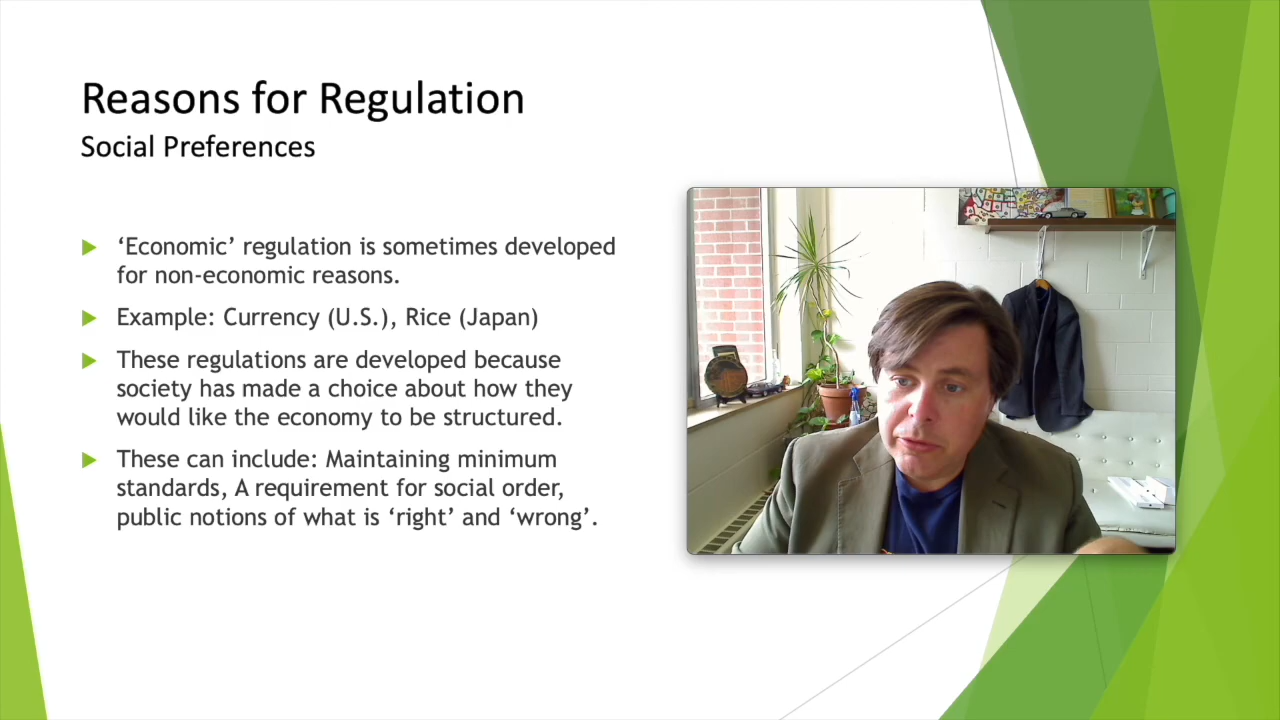 Reasons for Regulation
Social Preferences
‘Economic’ regulation is sometimes developed
for non-economic reasons.
Example: Currency (U.S.), Rice (Japan)
These regulations are developed because
society has made a choice about how they
would like the economy to be structured.
These can include: Maintaining minimum
standards, A requirement for social order,
public notions of what is ‘right’ and ‘wrong’.